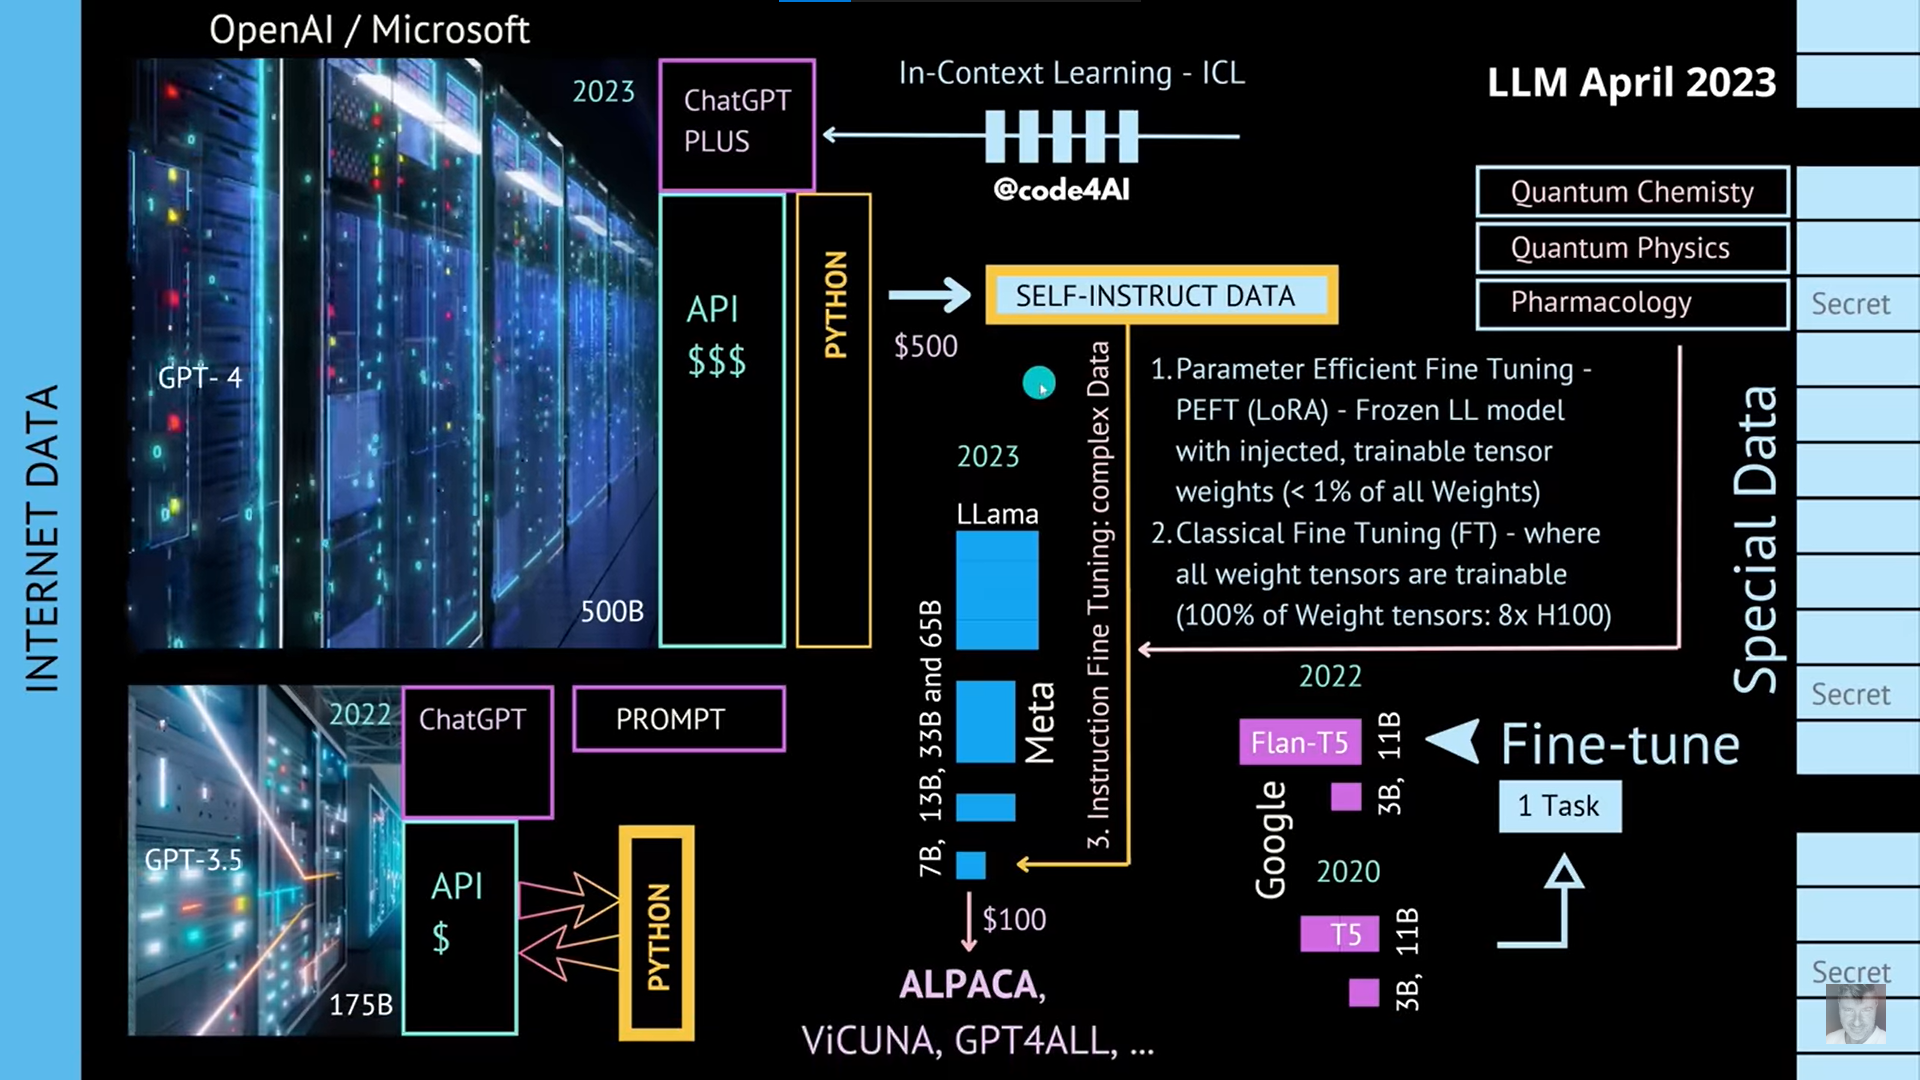 OpenAI / Microsoft
INTERNET DATA
2023
GPT- 4
500B
ChatGPT
PLUS
API
$$$
PYTHON
In-Context Learning - ICL
@code4AI
LLM April 2023
$500
SELF-INSTRUCT DATA
Quantum Chemisty
Quantum Physics
Pharmacology
Secret
Secret
Secret
Special Data
1. Parameter Efficient Fine Tuning -
PEFT (LoRA) - Frozen LL model
with injected, trainable tensor
weights (< 1% of all Weights)
2. Classical Fine Tuning (FT) - where
all weight tensors are trainable
(100% of Weight tensors: 8x H100)
3. Instruction Fine Tuning: complex Data
2023
LLama
7B, 13B, 33B and 65B
Meta
$100
ALPACA,
ViCUNA, GPT4ALL, ...
2022
GPT-3.5
175B
ChatGPT
PROMPT
API
$
PYTHON
2022
Flan-T5
3B, 11B
Google
2020
T5
3B, 11B
Fine-tune
1 Task